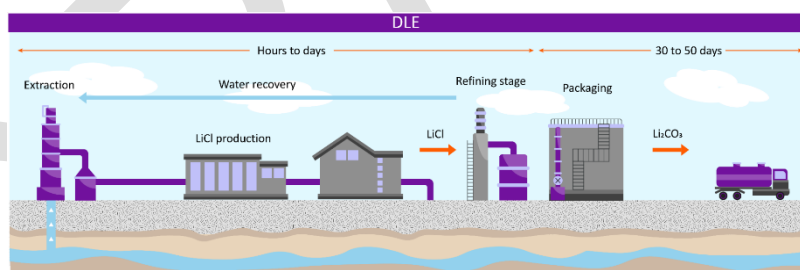 DLE
Hours to days
30 to 50 days
Extraction
Water recovery
Refining stage
Packaging
LiCl production
LiCl
Li₂CO₃